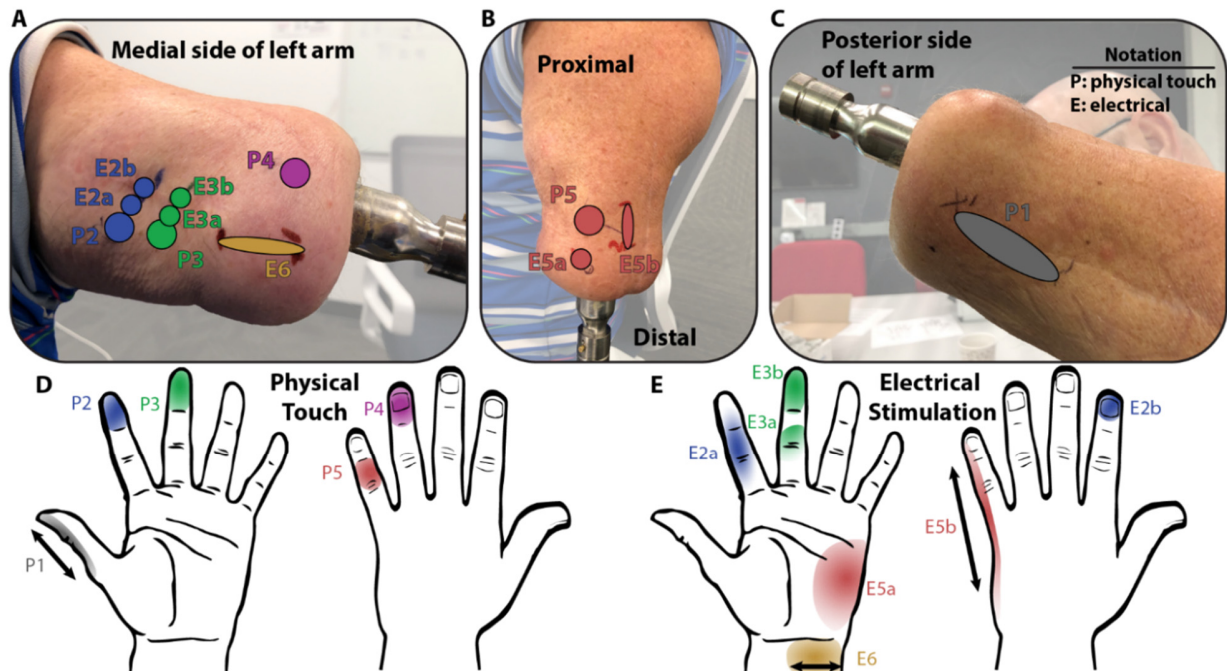 A
Medial side of left arm
E2b
E2a
P2
E3b
E3a
P3
P4
E6
B
Proximal
P5
E5a
E5b
Distal
C
Posterior side
of left arm
Notation
P: physical touch
E: electrical
P1
D
Physical
Touch
P2
P3
P4
P5
P1
E
Electrical
Stimulation
E3b
E3a
E2a
E2b
E5b
E5a
E6